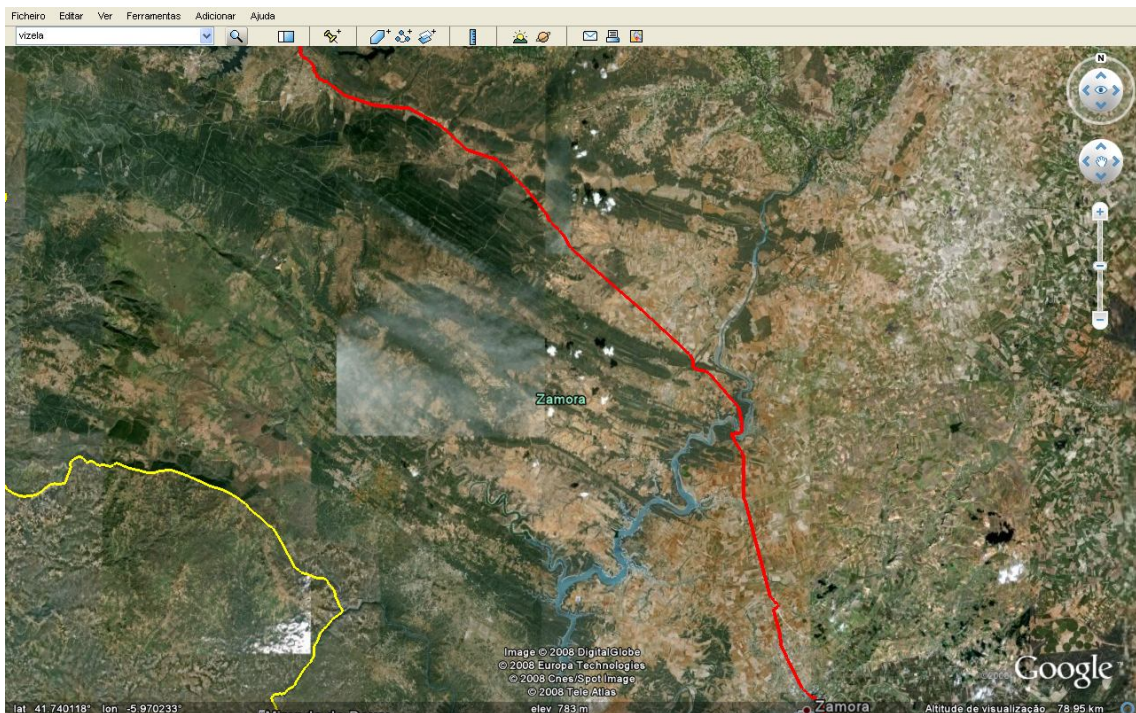 Ficheiro Editar Ver Ferramentas Adicionar Ajuda
vizela
N
Zamora
Image © 2008 DigitalGlobe
© 2008 Europa Technologies
© 2008 Cnes/Spot Image
© 2008 Tele Atlas
©2008 Google
Zamora
lat 41.740118° lon -5.970233° elev 783 m Altitude de visualização 78.95 km